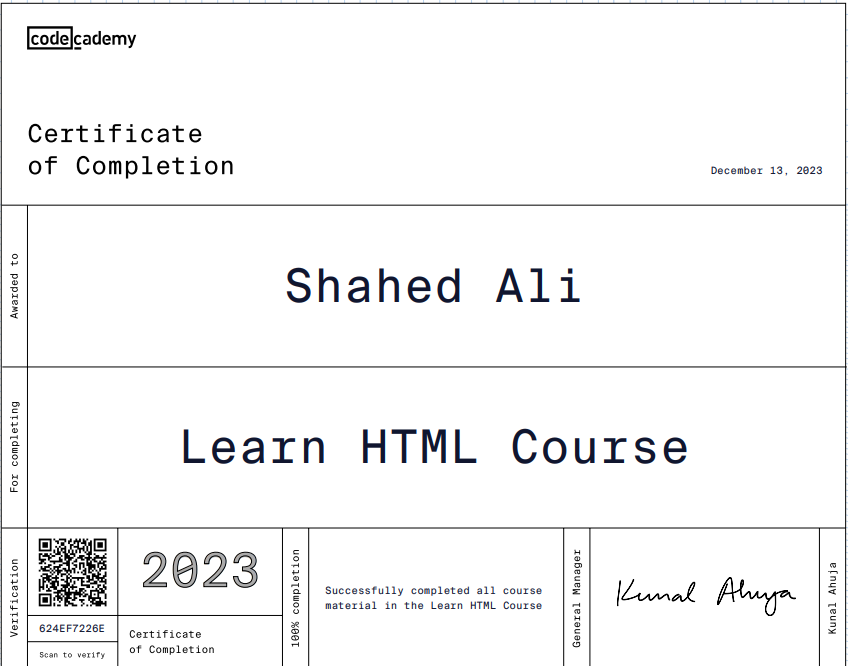 codecademy
Certificate
of Completion
December 13, 2023
Awarded to
Shahed Ali
For completing
Learn HTML Course
Verification
624EF7226E
Scan to verify
2023
Certificate
of Completion
100% completion
Successfully completed all course
material in the Learn HTML Course
General Manager
Kunal Ahuja
Kunal Ahuja